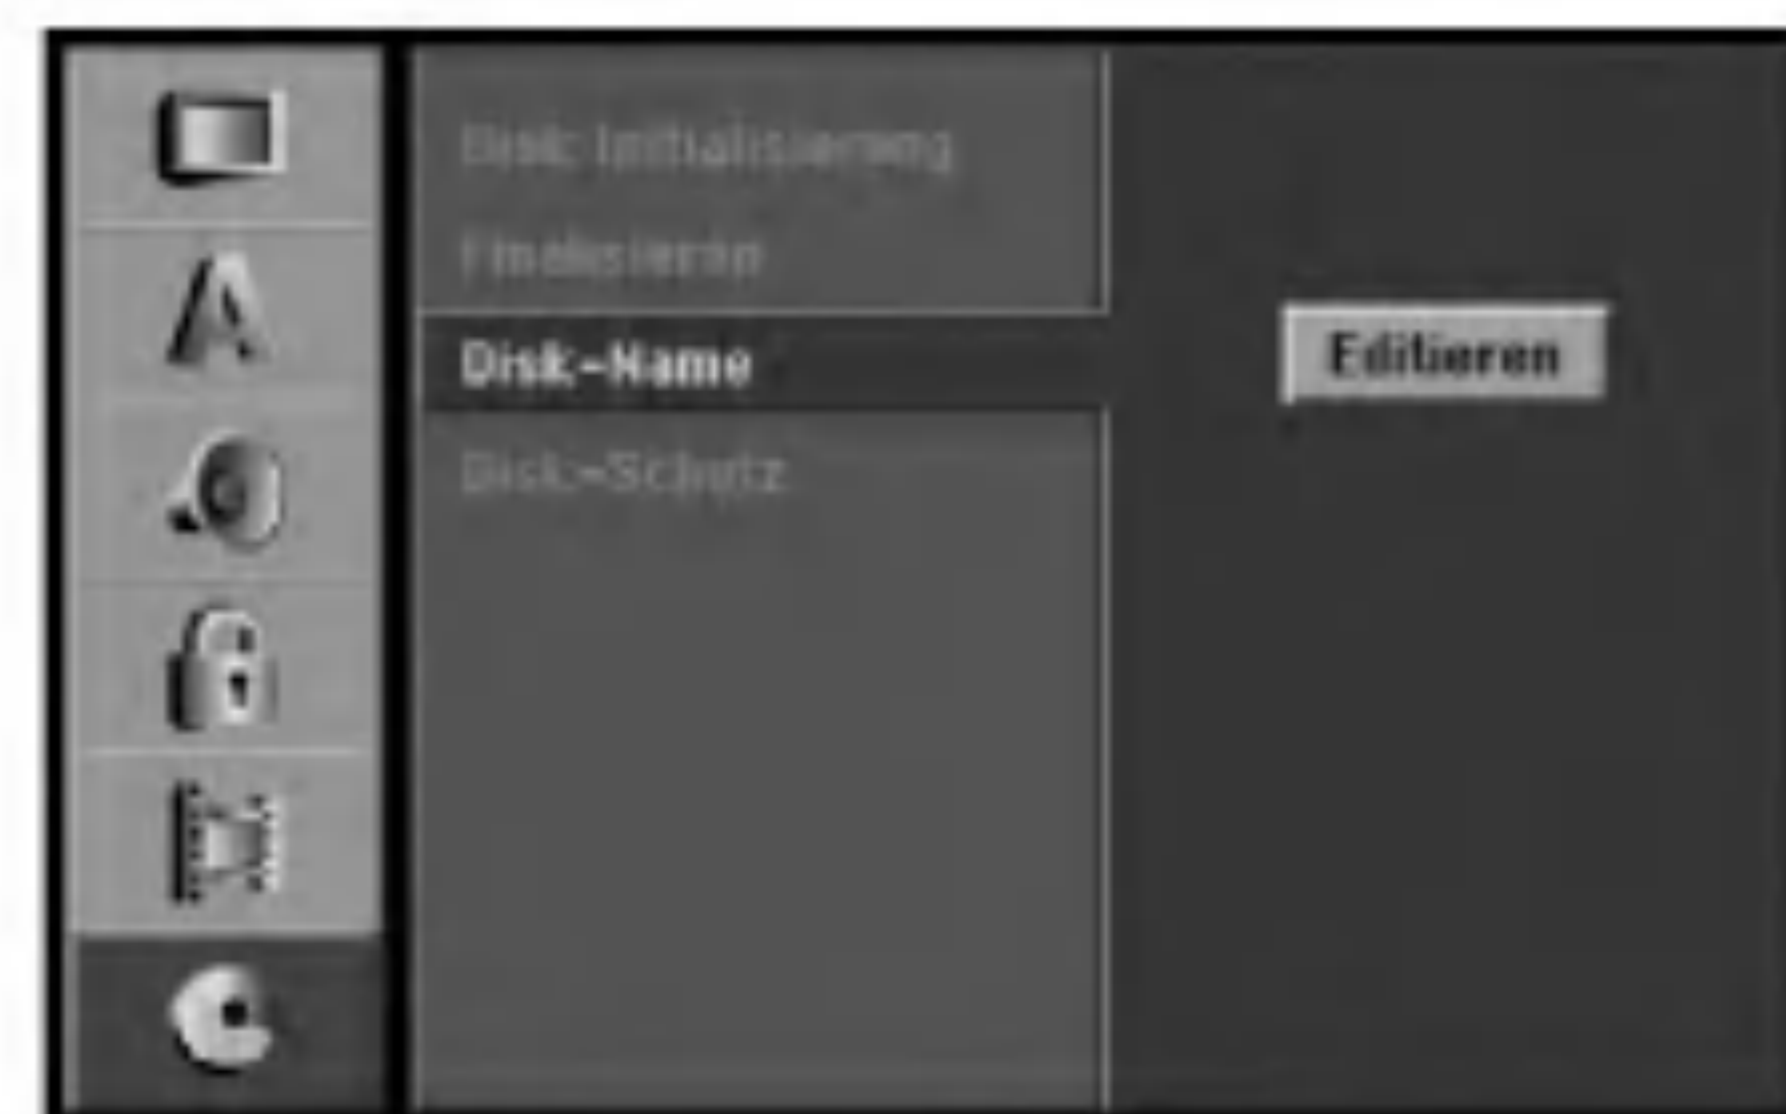 Disk Initialisierung
Finalisieren
Disk-Name
Editieren
Disk-Schutz